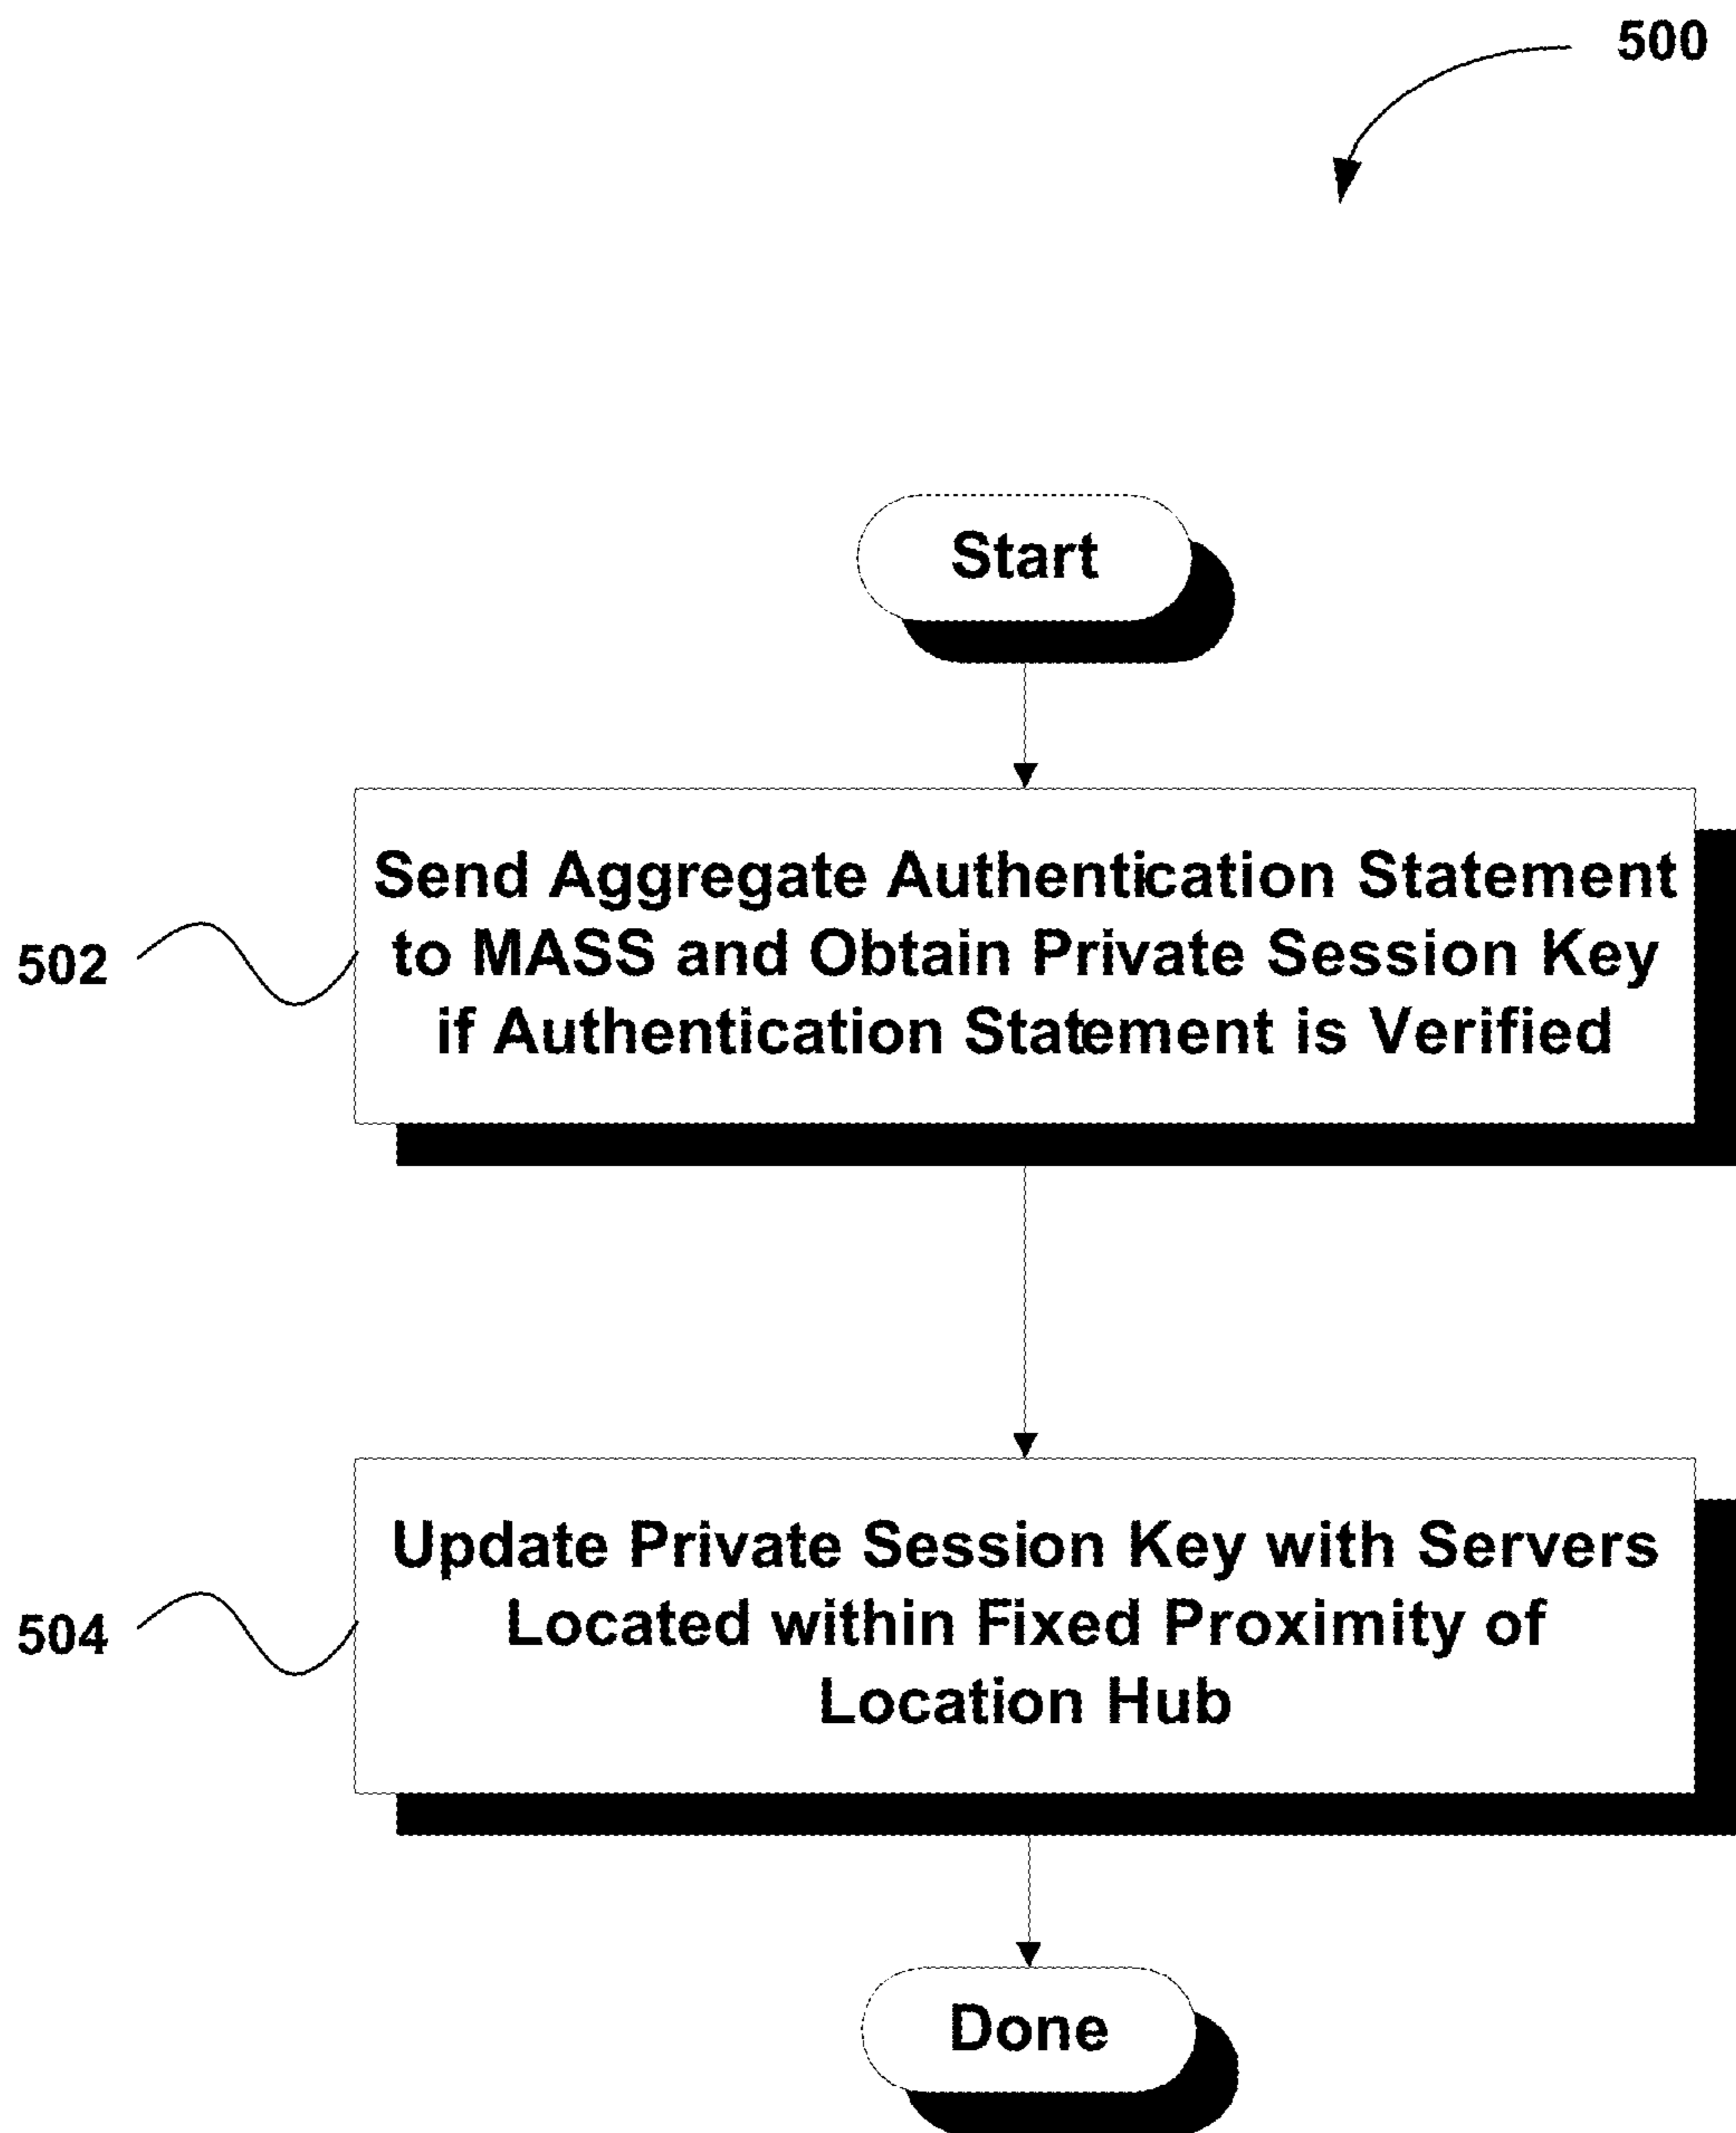 500
Start
Send Aggregate Authentication Statement
to MASS and Obtain Private Session Key
if Authentication Statement is Verified
502
Update Private Session Key with Servers
Located within Fixed Proximity of
Location Hub
504
Done